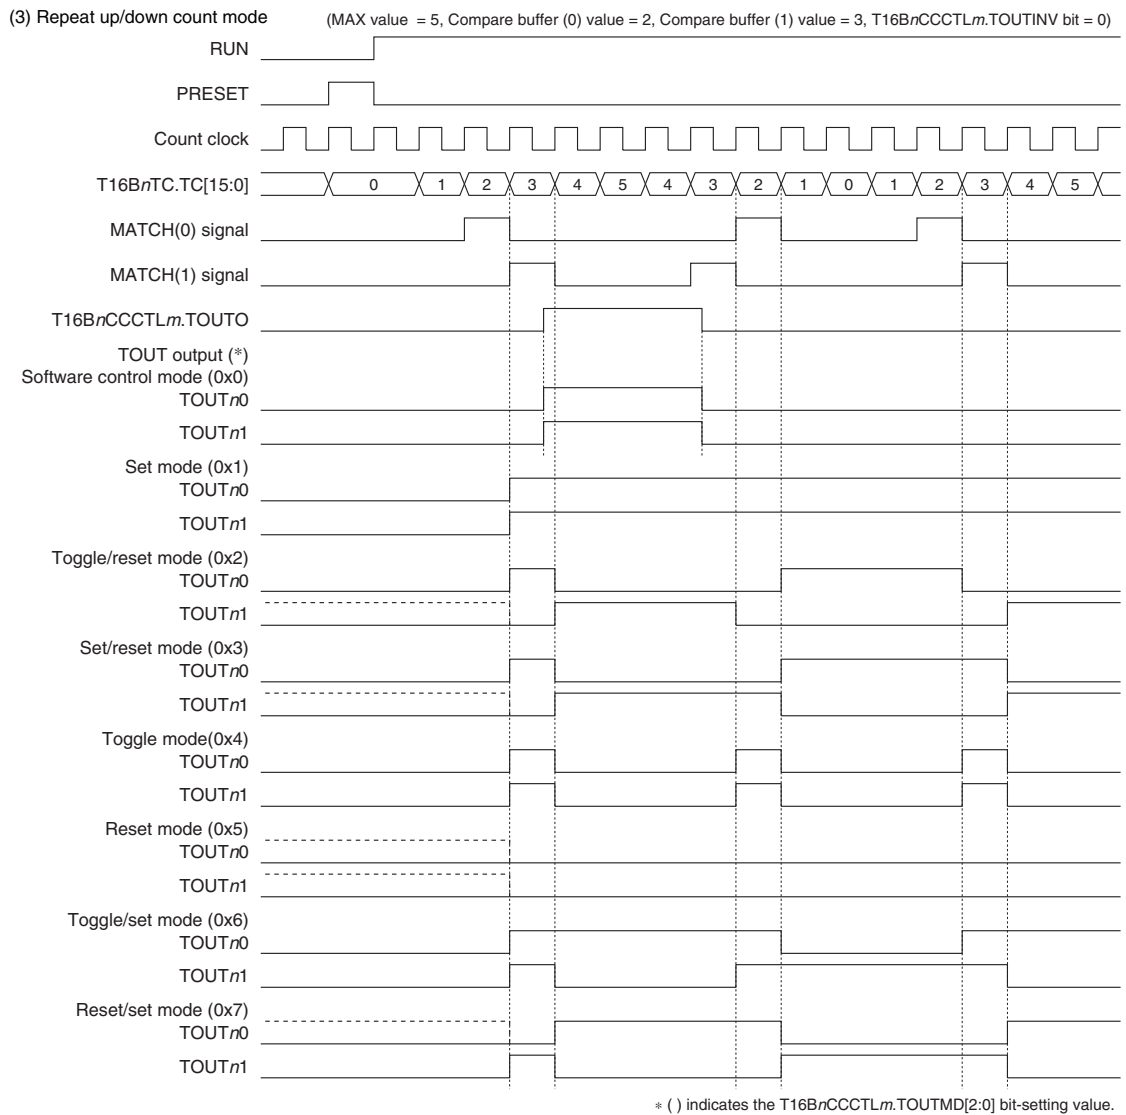 (3) Repeat up/down count mode (MAX value = 5, Compare buffer (0) value = 2, Compare buffer (1) value = 3, T16BnCCCTLm.TOUTINV bit = 0)
RUN
PRESET
Count clock
T16BnTC.TC[15:0] 0 1 2 3 4 5 4 3 2 1 0 1 2 3 4 5
MATCH(0) signal
MATCH(1) signal
T16BnCCCTLm.TOUTO
TOUT output (*)
Software control mode (0x0)
TOUTn0
TOUTn1
Set mode (0x1)
TOUTn0
TOUTn1
Toggle/reset mode (0x2)
TOUTn0
TOUTn1
Set/reset mode (0x3)
TOUTn0
TOUTn1
Toggle mode(0x4)
TOUTn0
TOUTn1
Reset mode (0x5)
TOUTn0
TOUTn1
Toggle/set mode (0x6)
TOUTn0
TOUTn1
Reset/set mode (0x7)
TOUTn0
TOUTn1
* ( ) indicates the T16BnCCCTLm.TOUTMD[2:0] bit-setting value.